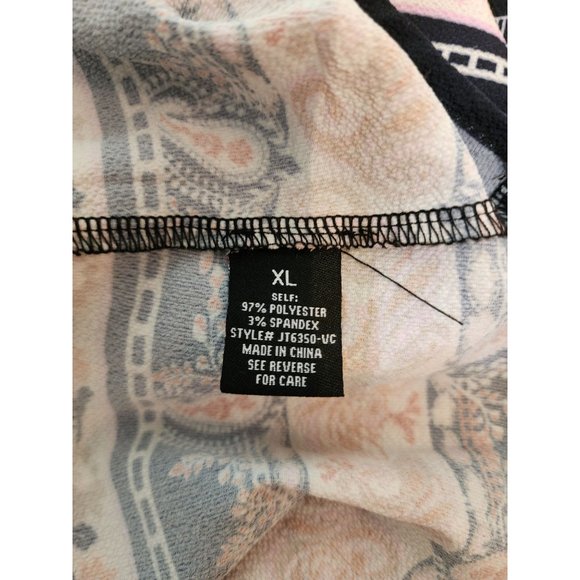 XL
SELF:
97% POLYESTER
3% SPANDEX
STYLE# JT6350-VC
MADE IN CHINA
SEE REVERSE
FOR CARE